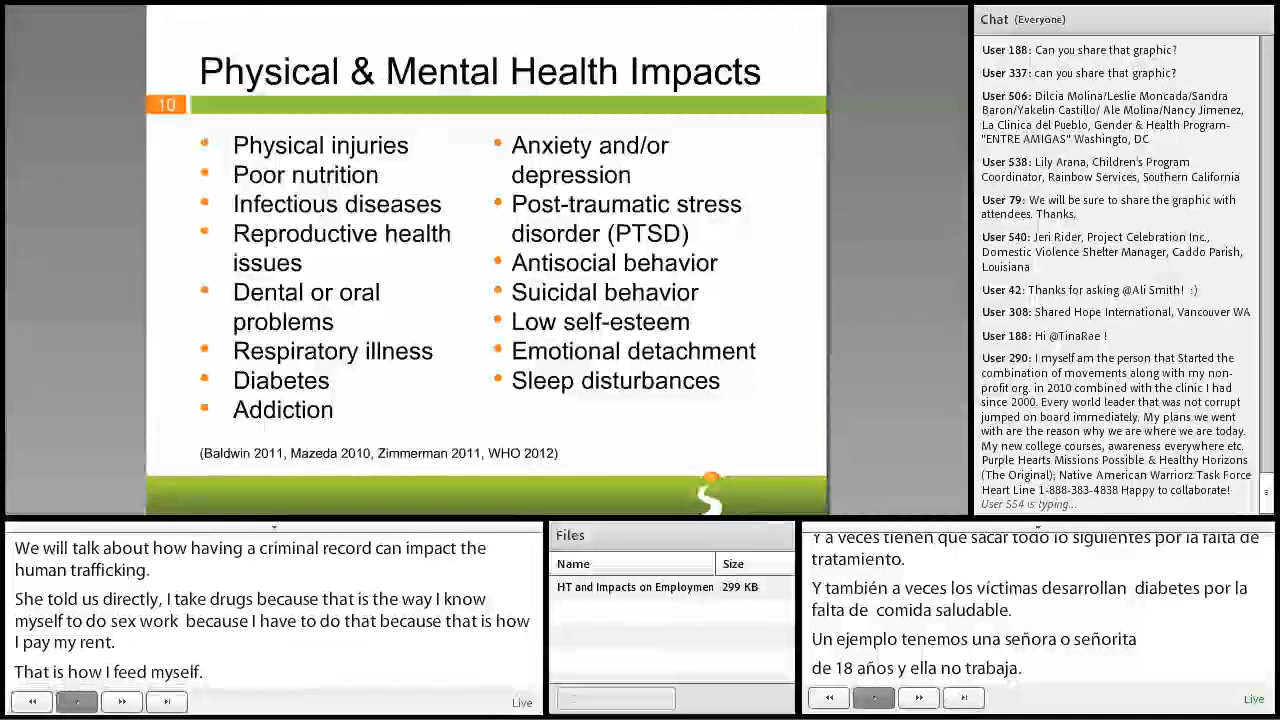 Physical & Mental Health Impacts
10
Physical injuries
Poor nutrition
Infectious diseases
Reproductive health
issues
Dental or oral
problems
Respiratory illness
Diabetes
Addiction
Anxiety and/or
depression
Post-traumatic stress
disorder (PTSD)
Antisocial behavior
Suicidal behavior
Low self-esteem
Emotional detachment
Sleep disturbances
(Baldwin 2011, Mazeda 2010, Zimmerman 2011, WHO 2012)
Chat (Everyone)
User 188: Can you share that graphic?
User 337: can you share that graphic?
User 506: Dilcia Molina/Leslie Moncada/Sandra
Baron/Yakelin Castillo/ Ale Molina/Nancy Jimenez,
La Clinica del Pueblo, Gender & Health Program-
"ENTRE AMIGAS" Washingto, DC
User 538: Lily Arana, Children's Program
Coordinator, Rainbow Services, Southern California
User 79: We will be sure to share the graphic with
attendees. Thanks.
User 540: Jeri Rider, Project Celebration Inc.,
Domestic Violence Shelter Manager, Caddo Parish,
Louisiana
User 42: Thanks for asking @Ali Smith! :)
User 308: Shared Hope International, Vancouver WA
User 188: Hi @TinaRae !
User 290: I myself am the person that Started the
combination of movements along with my non-
profit org. in 2010 combined with the clinic I had
since 2000. Every world leader that was not corrupt
jumped on board immediately. My plans we went
with are the reason why we are where we are today.
My new college courses, awareness everywhere etc.
Purple Hearts Missions Possible & Healthy Horizons
(The Original); Native American Warriorz Task Force
Heart Line 1-888-383-4838 Happy to collaborate!
User 554 is typing...
We will talk about how having a criminal record can impact the
human trafficking.
She told us directly, I take drugs because that is the way I know
myself to do sex work because I have to do that because that is how
I pay my rent.
That is how I feed myself.
Live
Files
Name Size
HT and Impacts on Employmen 299 KB
Y a veces tienen que sacar todo lo siguientes por la falta de
tratamiento.
Y también a veces los víctimas desarrollan diabetes por la
falta de comida saludable.
Un ejemplo tenemos una señora o señorita
de 18 años y ella no trabaja.
Live